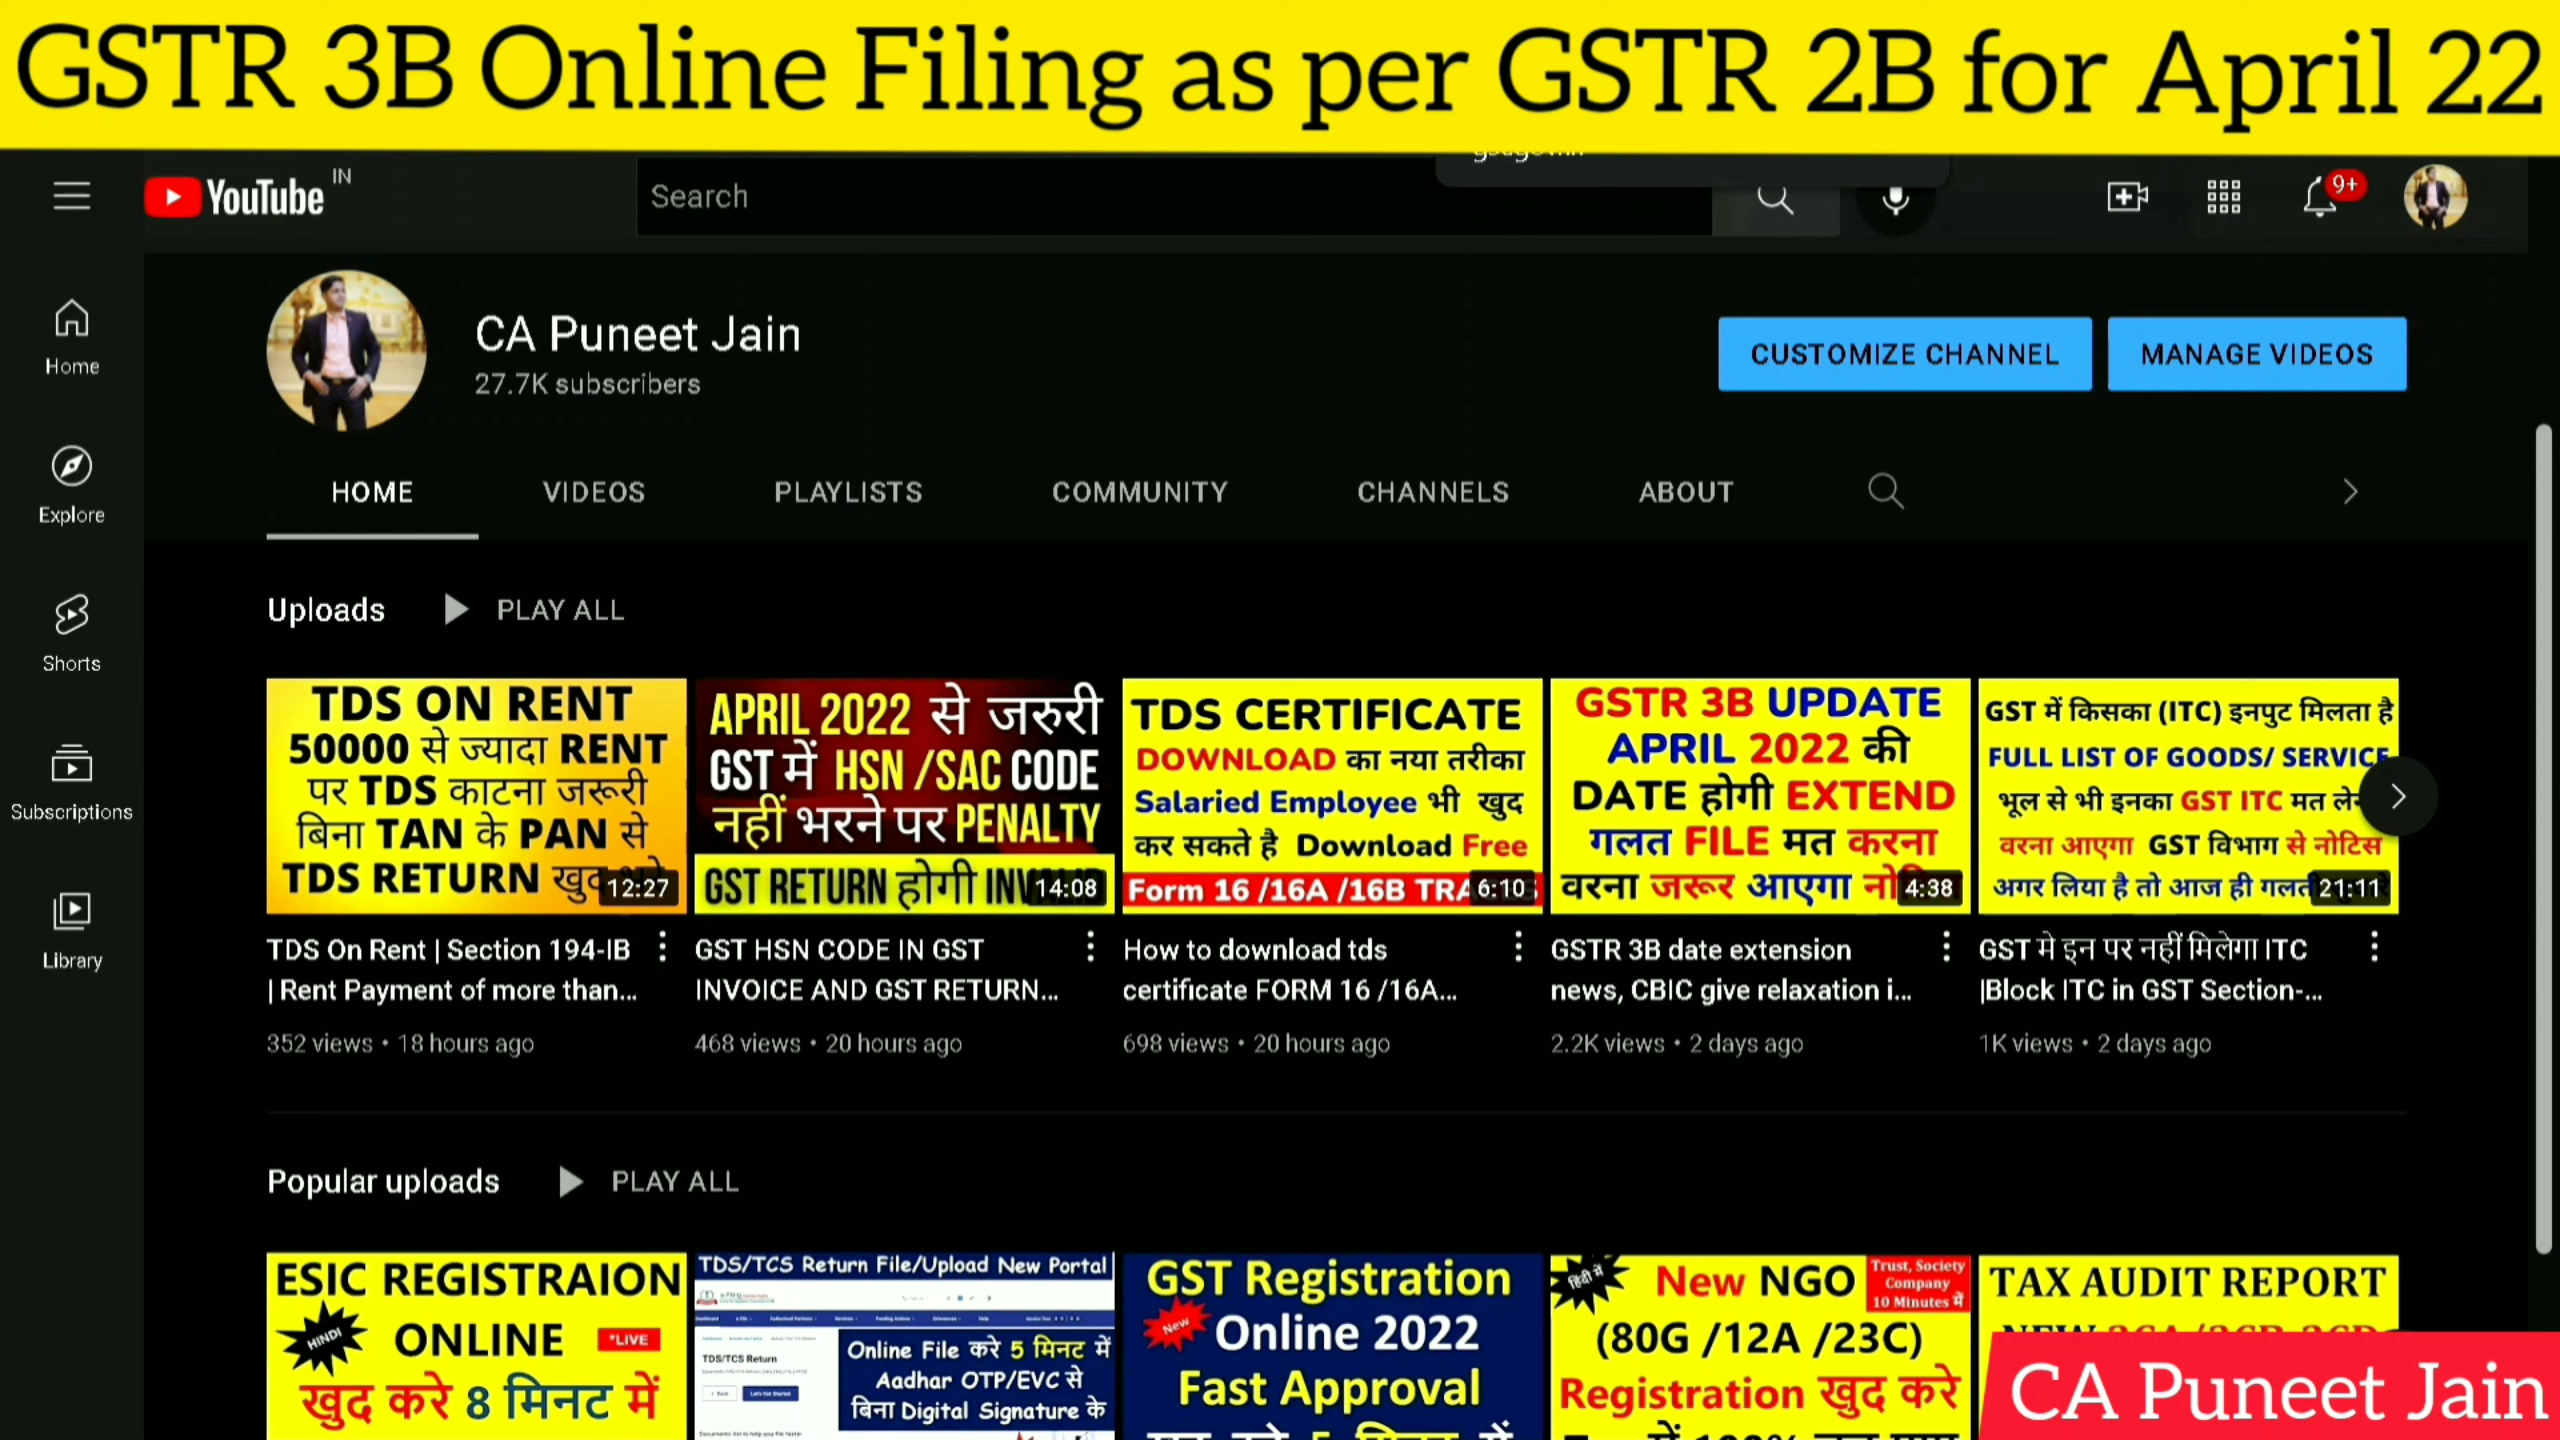 GSTR 3B Online Filing as per GSTR 2B for April 22
YouTube IN
Search
9+
Home
Explore
Shorts
Subscriptions
Library
CA Puneet Jain
27.7K subscribers
CUSTOMIZE CHANNEL
MANAGE VIDEOS
HOME VIDEOS PLAYLISTS COMMUNITY CHANNELS ABOUT
Uploads PLAY ALL
TDS ON RENT
50000 से ज्यादा RENT
पर TDS काटना जरूरी
बिना TAN के PAN से
TDS RETURN
12:27
TDS On Rent | Section 194-IB
| Rent Payment of more than...
352 views • 18 hours ago
APRIL 2022 से जरुरी
GST में HSN /SAC CODE
नहीं भरने पर PENALTY
GST RETURN होगी
14:08
GST HSN CODE IN GST
INVOICE AND GST RETURN...
468 views • 20 hours ago
TDS CERTIFICATE
DOWNLOAD का नया तरीका
Salaried Employee भी खुद
कर सकते है Download Free
Form 16 /16A /16B
6:10
How to download tds
certificate FORM 16 /16A...
698 views • 20 hours ago
GSTR 3B UPDATE
APRIL 2022 की
DATE होगी EXTEND
गलत FILE मत करना
वरना जरूर आएगा
4:38
GSTR 3B date extension
news, CBIC give relaxation i...
2.2K views • 2 days ago
GST में किसका (ITC) इनपुट मिलता है
FULL LIST OF GOODS/ SERVICE
भूल से भी इनका GST ITC मत
वरना आएगा GST विभाग से नोटिस
अगर लिया है तो आज ही
21:11
GST मे इन पर नहीं मिलेगा ITC
|Block ITC in GST Section-...
1K views • 2 days ago
Popular uploads PLAY ALL
ESIC REGISTRAION
HINDI ONLINE *LIVE
खुद करे 8 मिनट में
TDS/TCS Return File/Upload New Portal
TDS/TCS Return
Online File करे 5 मिनट में
Aadhar OTP/EVC से
बिना Digital Signature के
GST Registration
New Online 2022
Fast Approval
हिंदी में New NGO
Trust, Society
Company
10 Minutes में
(80G /12A /23C)
Registration खुद करे
TAX AUDIT REPORT
CA Puneet Jain